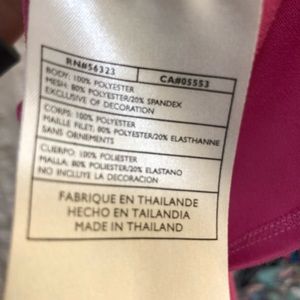 RN#56323 CA#05553
BODY: 100% POLYESTER
MESH: 80% POLYESTER/20% SPANDEX
EXCLUSIVE OF DECORATION
CORPS: 100% POLYESTER
MAILLE FILET: 80% POLYESTER/20% ELASTHANNE
SANS ORNEMENTS
CUERPO: 100% POLIESTER
MALLA: 80% POLIESTER/20% ELASTANO
NO INCLUYE LA DECORACION
FABRIQUE EN THAILANDE
HECHO EN TAILANDIA
MADE IN THAILAND